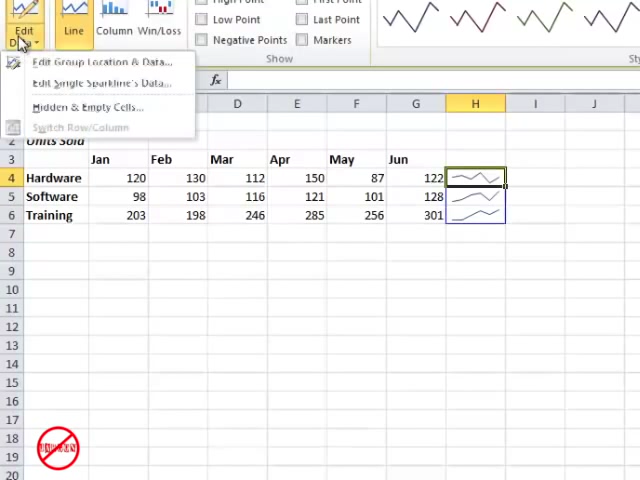 High Point First Point
Low Point Last Point
Negative Points Markers
Edit
Data
Line Column Win/Loss
Show
Edit Group Location & Data...
Edit Single Sparkline's Data...
Hidden & Empty Cells...
Switch Row/Column
fx
D E F G H I J
2 Units Sold
3 Jan Feb Mar Apr May Jun
4 Hardware 120 130 112 150 87 122
5 Software 98 103 116 121 101 128
6 Training 203 198 246 285 256 301
7
8
9
10
11
12
13
14
15
16
17
18
19
20